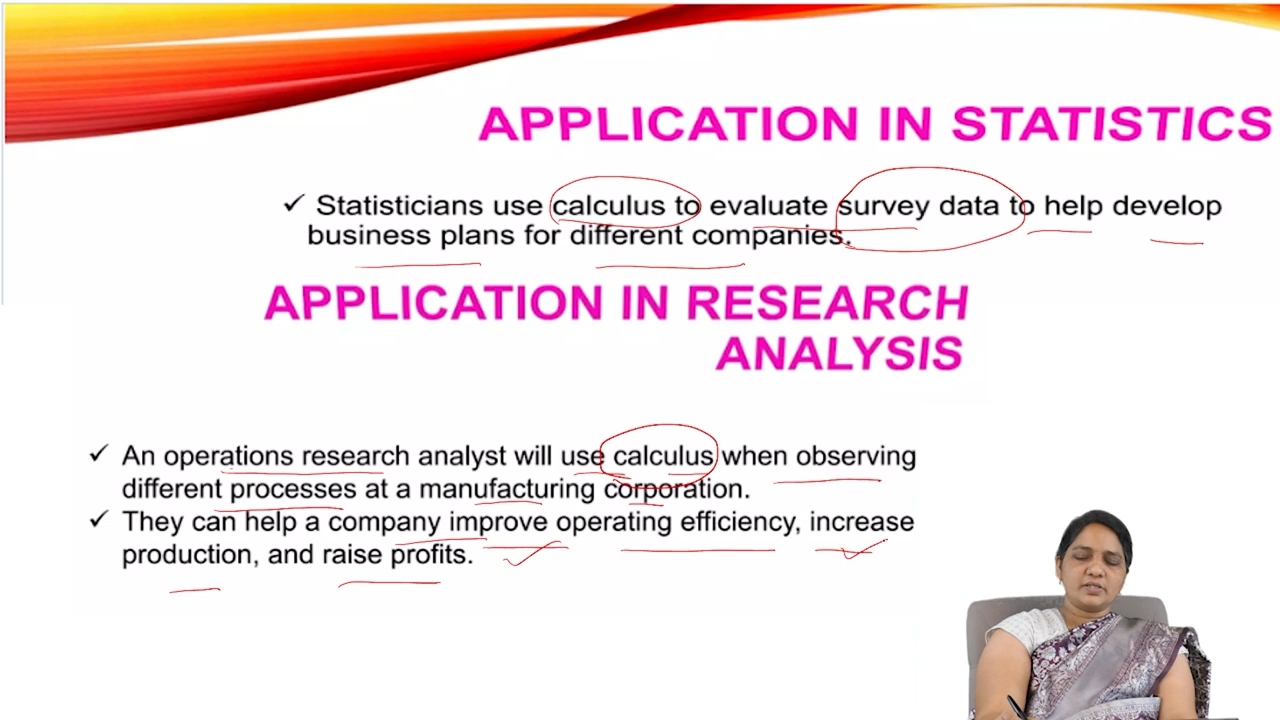 APPLICATION IN STATISTICS
✓ Statisticians use calculus to evaluate survey data to help develop
business plans for different companies.
APPLICATION IN RESEARCH
ANALYSIS
✓ An operations research analyst will use calculus when observing
different processes at a manufacturing corporation.
✓ They can help a company improve operating efficiency, increase
production, and raise profits.